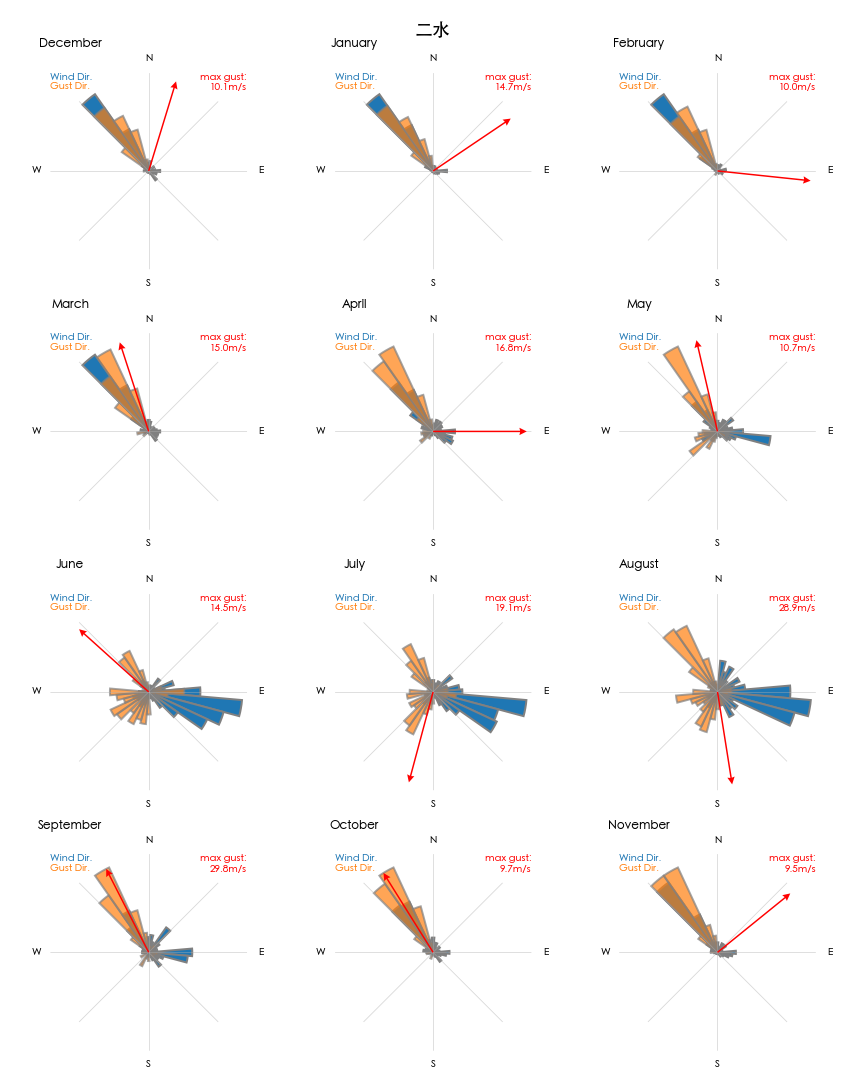 二水
December
N
Wind Dir.
Gust Dir.
max gust:
10.1m/s
W
E
S
January
N
Wind Dir.
Gust Dir.
max gust:
14.7m/s
W
E
S
February
N
Wind Dir.
Gust Dir.
max gust:
10.0m/s
W
E
S
March
N
Wind Dir.
Gust Dir.
max gust:
15.0m/s
W
E
S
April
N
Wind Dir.
Gust Dir.
max gust:
16.8m/s
W
E
S
May
N
Wind Dir.
Gust Dir.
max gust:
10.7m/s
W
E
S
June
N
Wind Dir.
Gust Dir.
max gust:
14.5m/s
W
E
S
July
N
Wind Dir.
Gust Dir.
max gust:
19.1m/s
W
E
S
August
N
Wind Dir.
Gust Dir.
max gust:
28.9m/s
W
E
S
September
N
Wind Dir.
Gust Dir.
max gust:
29.8m/s
W
E
S
October
N
Wind Dir.
Gust Dir.
max gust:
9.7m/s
W
E
S
November
N
Wind Dir.
Gust Dir.
max gust:
9.5m/s
W
E
S